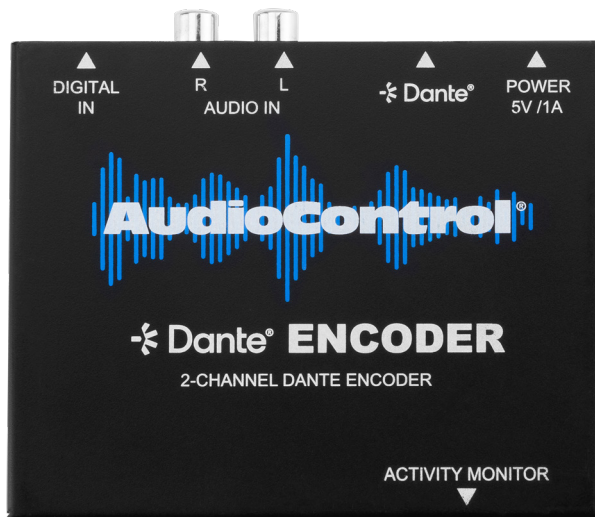 DIGITAL IN
R L
AUDIO IN
Dante®
POWER 5V /1A
AudioControl®
Dante® ENCODER
2-CHANNEL DANTE ENCODER
ACTIVITY MONITOR